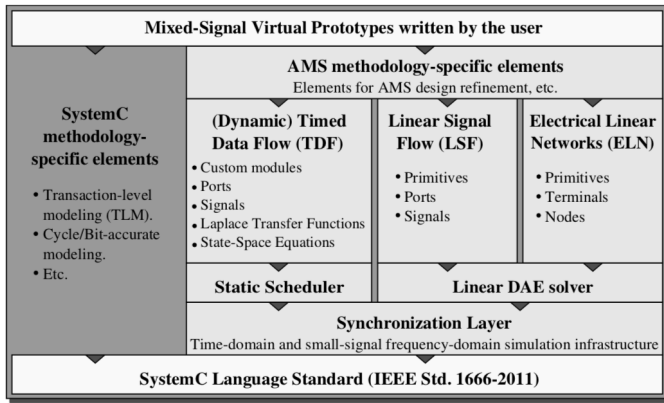 Mixed-Signal Virtual Prototypes written by the user
AMS methodology-specific elements
Elements for AMS design refinement, etc.
SystemC
methodology-
specific elements
• Transaction-level
modeling (TLM).
• Cycle/Bit-accurate
modeling.
• Etc.
(Dynamic) Timed
Data Flow (TDF)
• Custom modules
• Ports
• Signals
• Laplace Transfer Functions
• State-Space Equations
Linear Signal
Flow (LSF)
• Primitives
• Ports
• Signals
Electrical Linear
Networks (ELN)
• Primitives
• Terminals
• Nodes
Static Scheduler
Linear DAE solver
Synchronization Layer
Time-domain and small-signal frequency-domain simulation infrastructure
SystemC Language Standard (IEEE Std. 1666-2011)